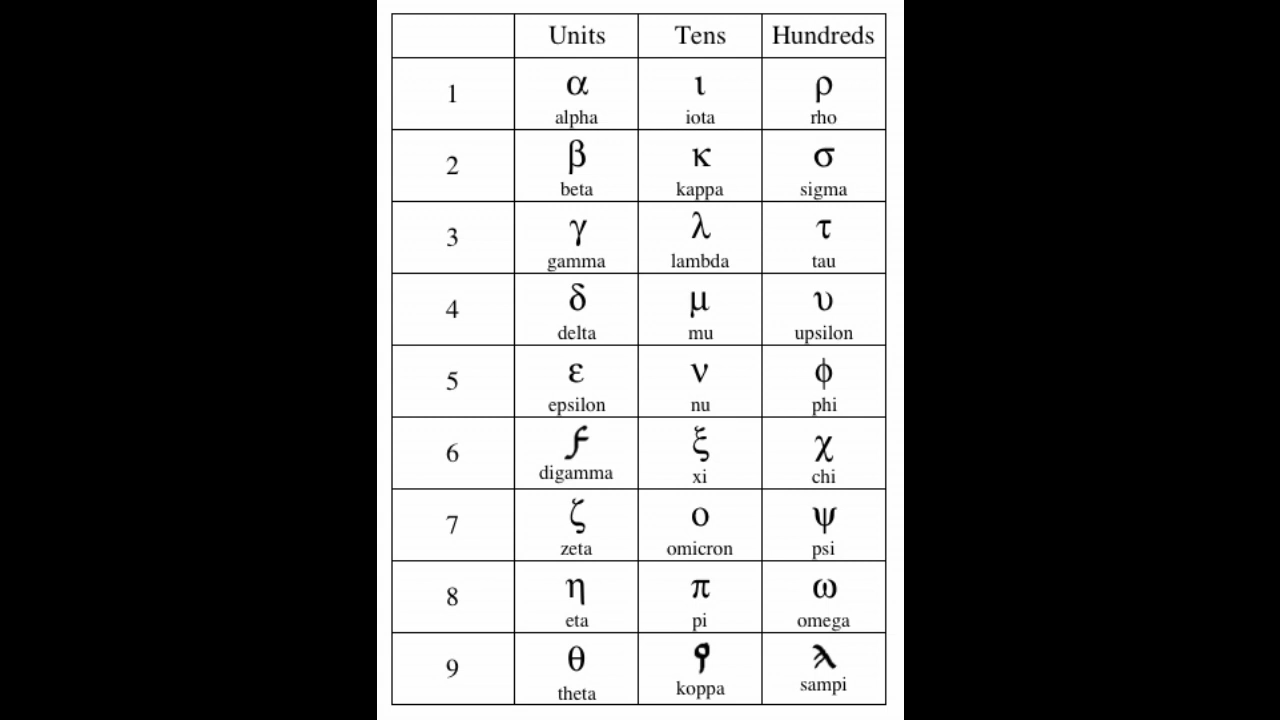 Units Tens Hundreds
1 α ι ρ
alpha iota rho
2 β κ σ
beta kappa sigma
3 γ λ τ
gamma lambda tau
4 δ μ υ
delta mu upsilon
5 ε ν ϕ
epsilon nu phi
6 ϝ ξ χ
digamma xi chi
7 ζ ο ψ
zeta omicron psi
8 η π ω
eta pi omega
9 θ ϙ ϡ
theta koppa sampi